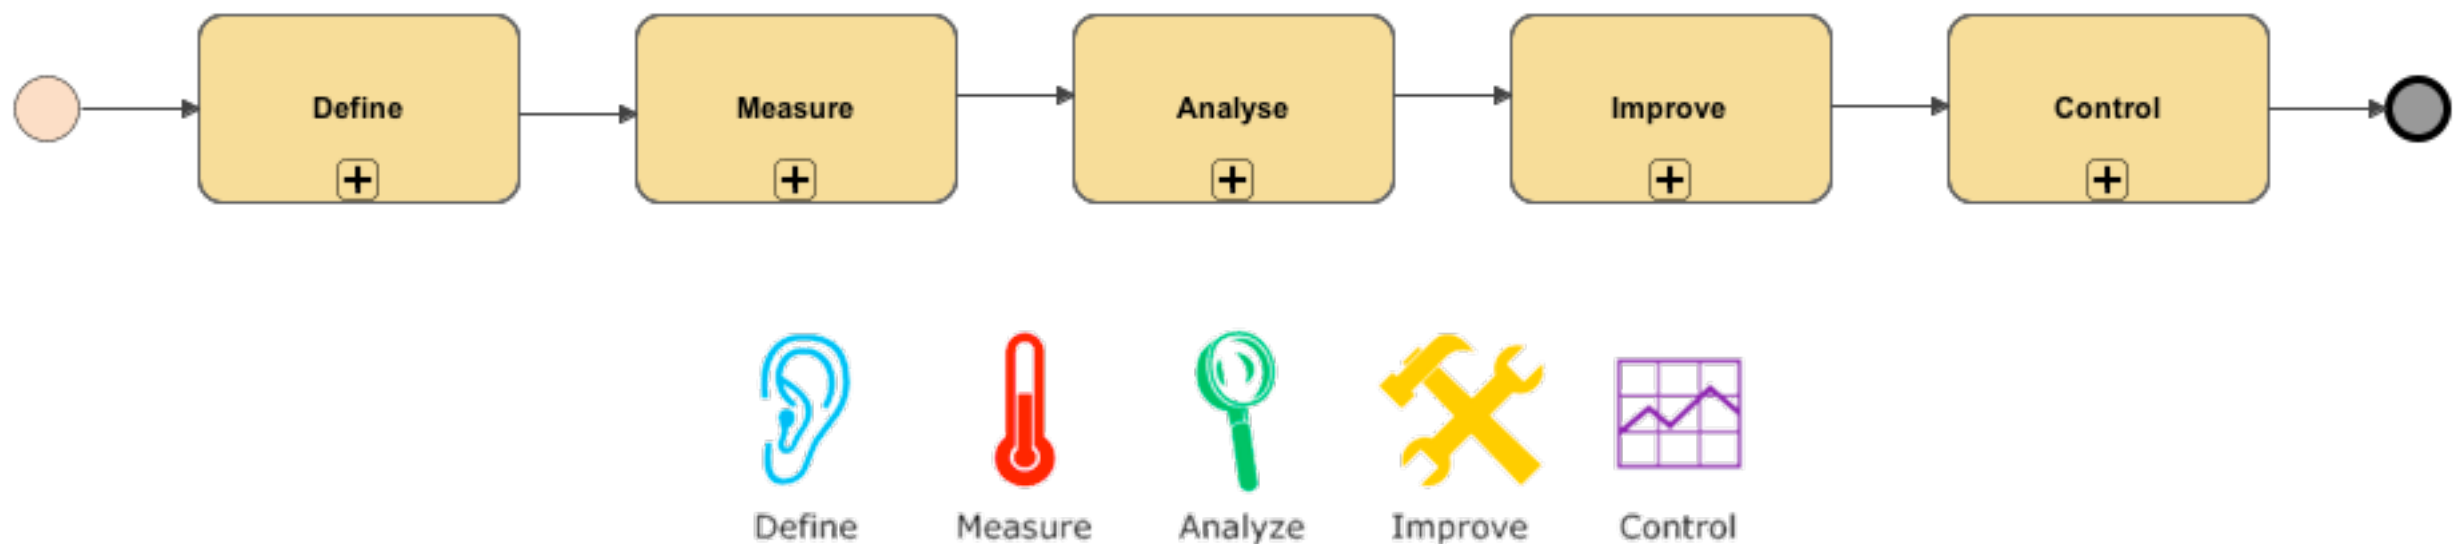 Define
Measure
Analyse
Improve
Control
Define
Measure
Analyze
Improve
Control